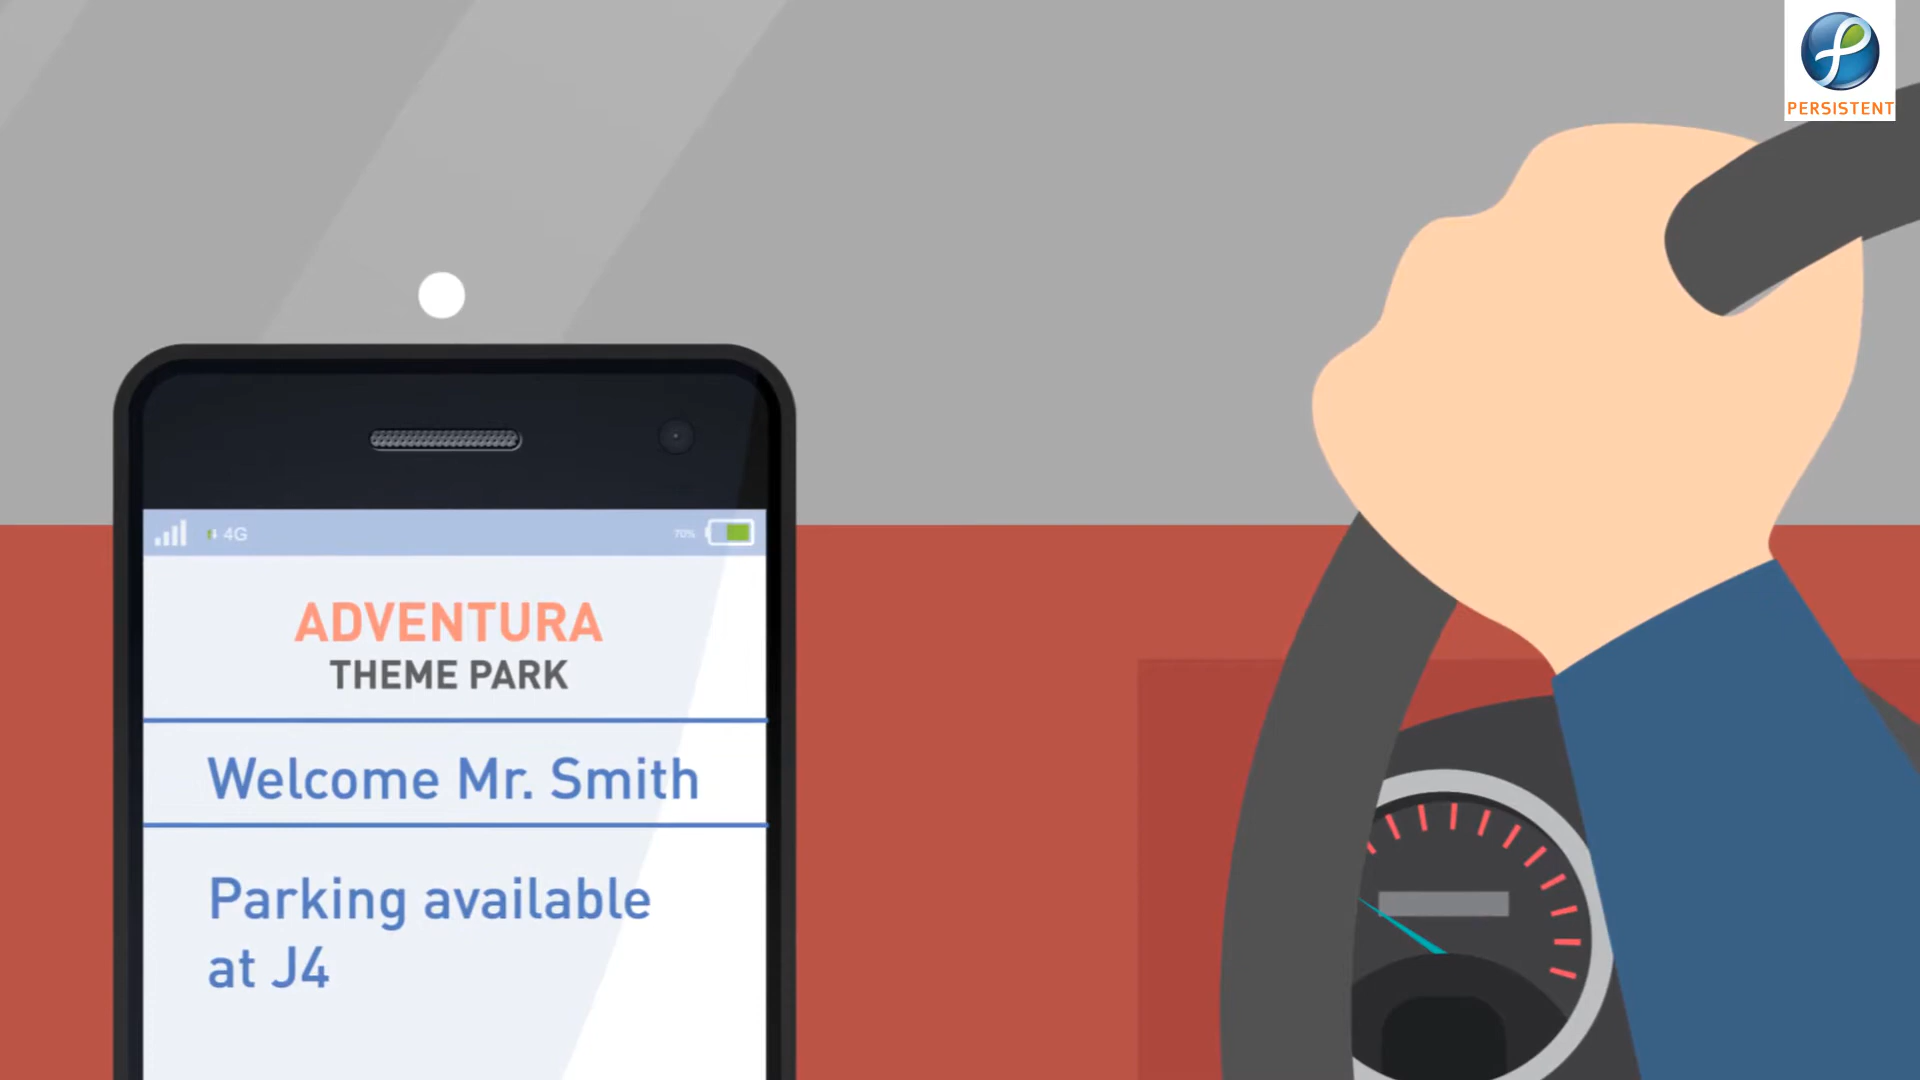 PERSISTENT
4G
70%
ADVENTURA
THEME PARK
Welcome Mr. Smith
Parking available
at J4